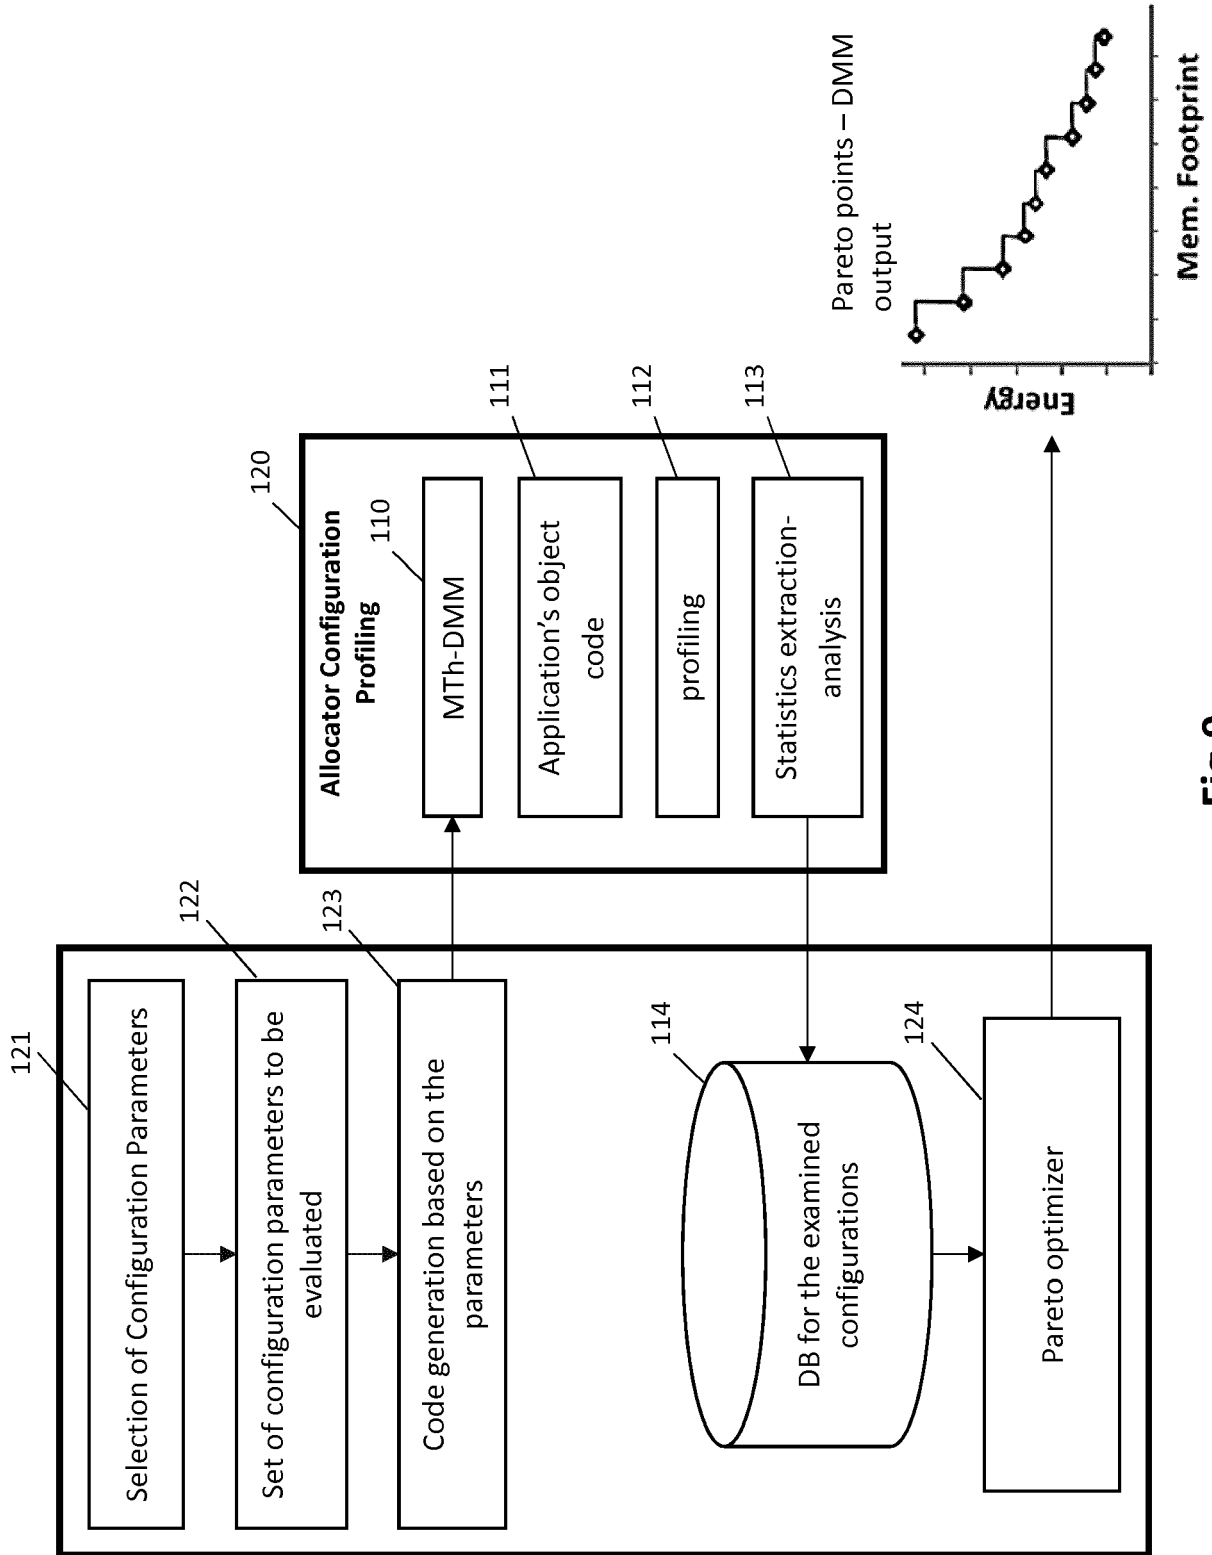 121
Selection of Configuration Parameters
122
Set of configuration parameters to be
evaluated
123
Code generation based on the
parameters
114
DB for the examined
configurations
124
Pareto optimizer
120
Allocator Configuration
Profiling
110
MTh-DMM
111
Application's object
code
112
profiling
113
Statistics extraction-
analysis
Pareto points – DMM
output
Energy
Mem. Footprint